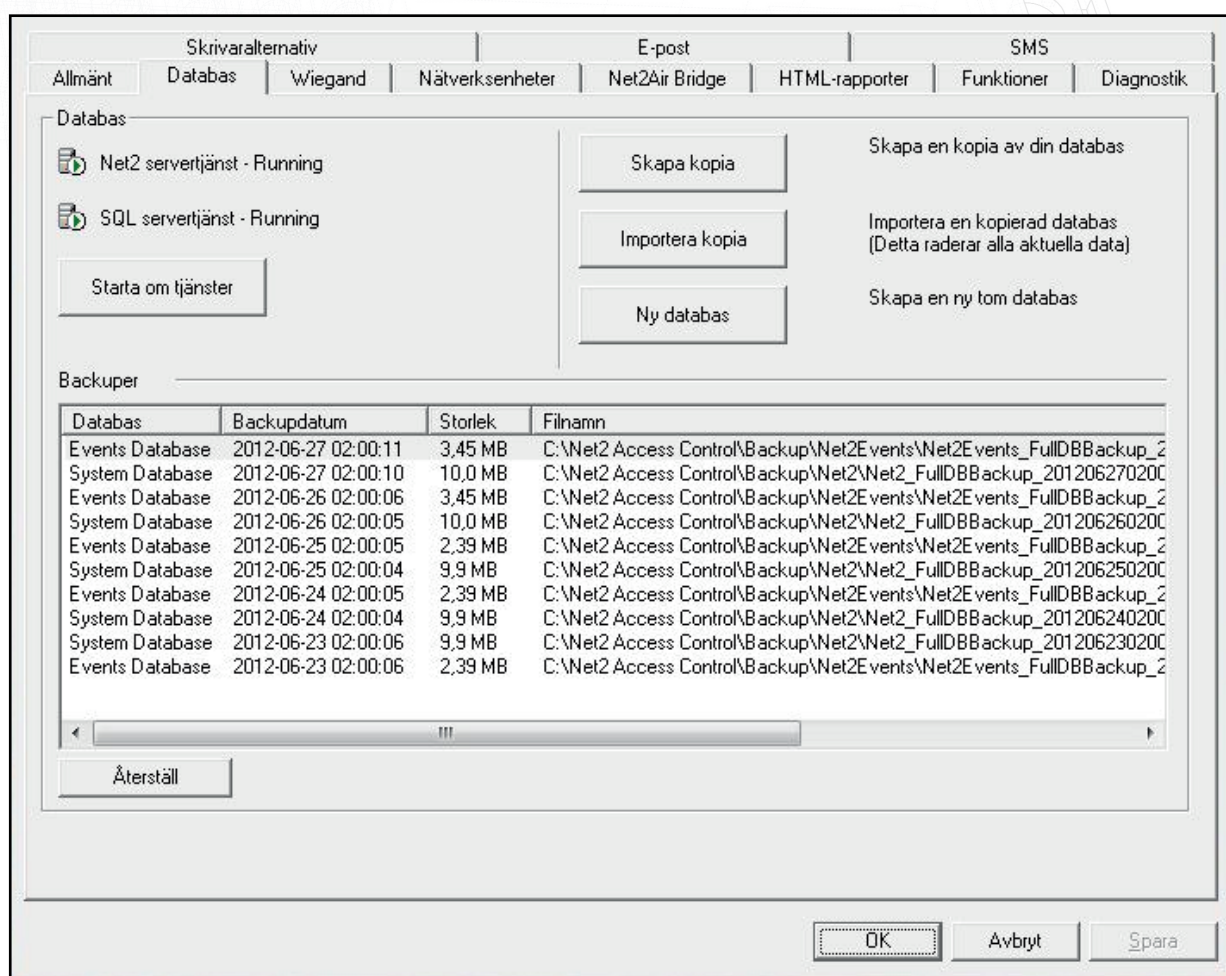 Skrivaralternativ E-post SMS
Allmänt Databas Wiegand Nätverksenheter Net2Air Bridge HTML-rapporter Funktioner Diagnostik
Databas
Net2 servertjänst - Running
SQL servertjänst - Running
Starta om tjänster
Skapa kopia
Skapa en kopia av din databas
Importera kopia
Importera en kopierad databas
(Detta raderar alla aktuella data)
Ny databas
Skapa en ny tom databas
Backuper
Databas Backupdatum Storlek Filnamn
Events Database 2012-06-27 02:00:11 3,45 MB C:\Net2 Access Control\Backup\Net2Events\Net2Events_FullDBBackup_2
System Database 2012-06-27 02:00:10 10,0 MB C:\Net2 Access Control\Backup\Net2\Net2_FullDBBackup_20120627020C
Events Database 2012-06-26 02:00:06 3,45 MB C:\Net2 Access Control\Backup\Net2Events\Net2Events_FullDBBackup_2
System Database 2012-06-26 02:00:05 10,0 MB C:\Net2 Access Control\Backup\Net2\Net2_FullDBBackup_20120626020C
Events Database 2012-06-25 02:00:05 2,39 MB C:\Net2 Access Control\Backup\Net2Events\Net2Events_FullDBBackup_2
System Database 2012-06-25 02:00:04 9,9 MB C:\Net2 Access Control\Backup\Net2\Net2_FullDBBackup_20120625020C
Events Database 2012-06-24 02:00:05 2,39 MB C:\Net2 Access Control\Backup\Net2Events\Net2Events_FullDBBackup_2
System Database 2012-06-24 02:00:04 9,9 MB C:\Net2 Access Control\Backup\Net2\Net2_FullDBBackup_20120624020C
System Database 2012-06-23 02:00:06 9,9 MB C:\Net2 Access Control\Backup\Net2\Net2_FullDBBackup_20120623020C
Events Database 2012-06-23 02:00:06 2,39 MB C:\Net2 Access Control\Backup\Net2Events\Net2Events_FullDBBackup_2
Återställ
OK Avbryt Spara